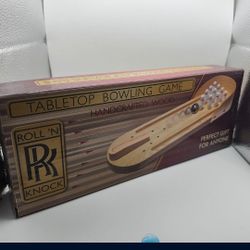 TABLETOP BOWLING GAME
HANDCRAFTED WOOD
ROLL 'N
RK
KNOCK
PERFECT GIFT
FOR ANYONE